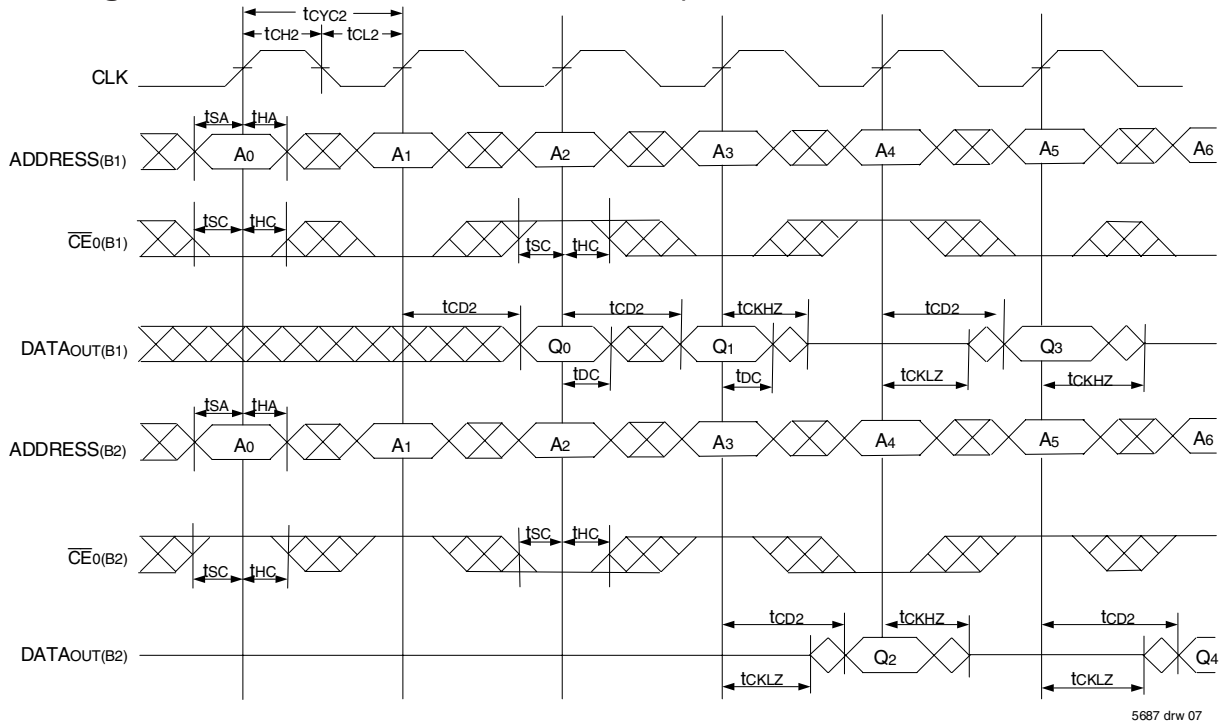 tCYC2
tCH2 tCL2
CLK
tSA tHA
ADDRESS(B1) A0 A1 A2 A3 A4 A5 A6
tSC tHC
CE0(B1) tSC tHC
tCD2 tCD2 tCKHZ tCD2
DATAOUT(B1) Q0 Q1 Q3
tDC tDC tCKLZ tCKHZ
tSA tHA
ADDRESS(B2) A0 A1 A2 A3 A4 A5 A6
tSC tHC
CE0(B2)
tSC tHC
tCD2 tCKHZ tCD2
DATAOUT(B2) Q2 Q4
tCKLZ tCKLZ
5687 drw 07